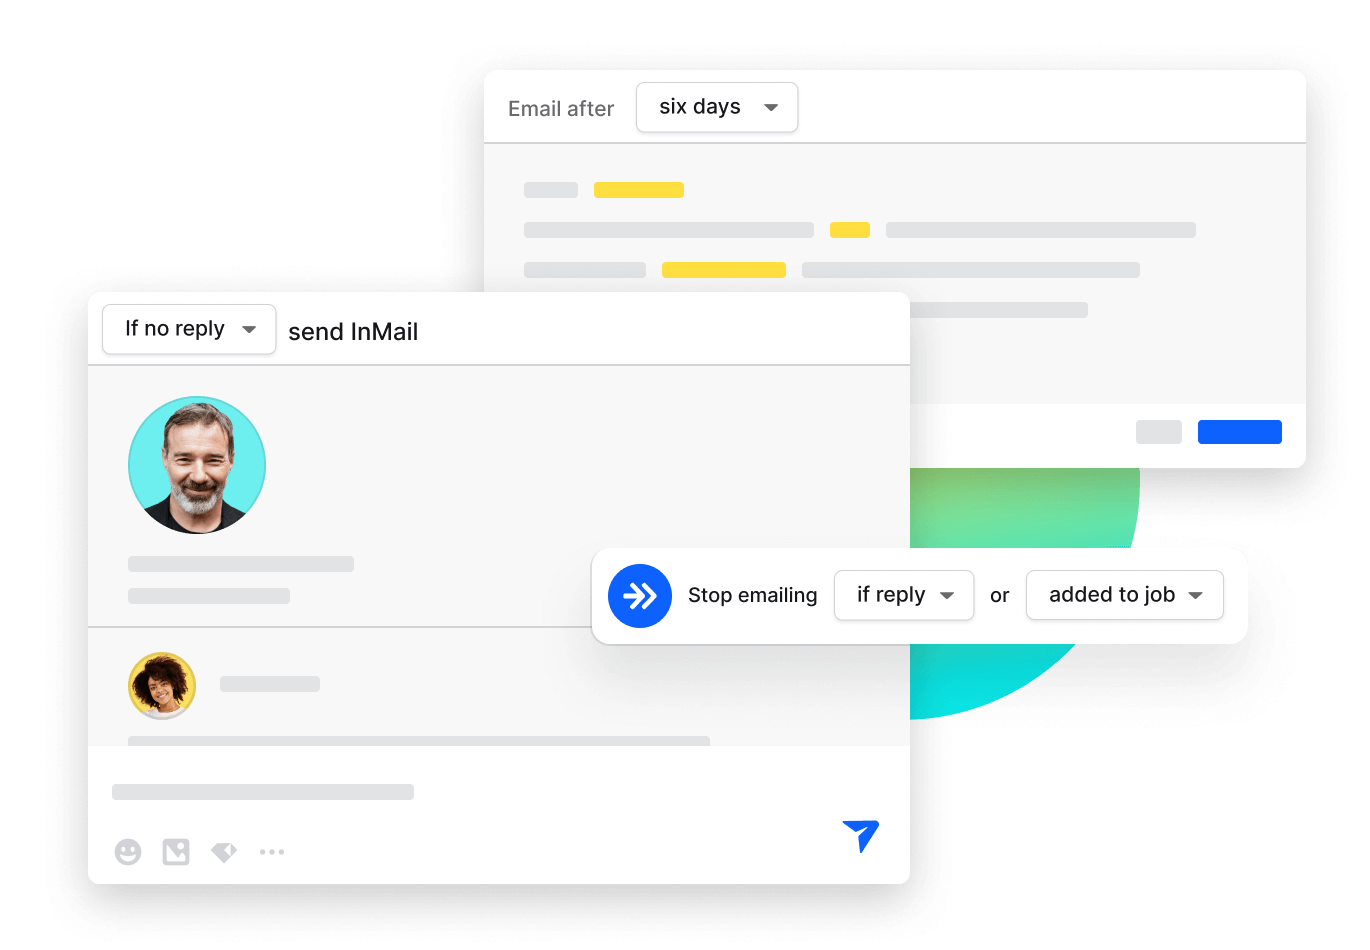 Email after six days
If no reply send InMail
Stop emailing if reply or added to job